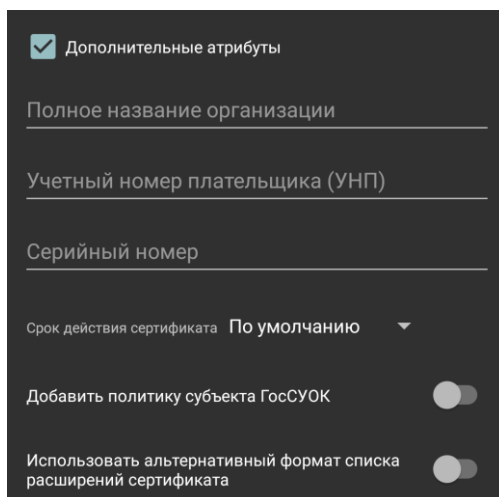 Дополнительные атрибуты
Полное название организации
Учетный номер плательщика (УНП)
Серийный номер
Срок действия сертификата По умолчанию
Добавить политику субъекта ГосСУОК
Использовать альтернативный формат списка
расширений сертификата